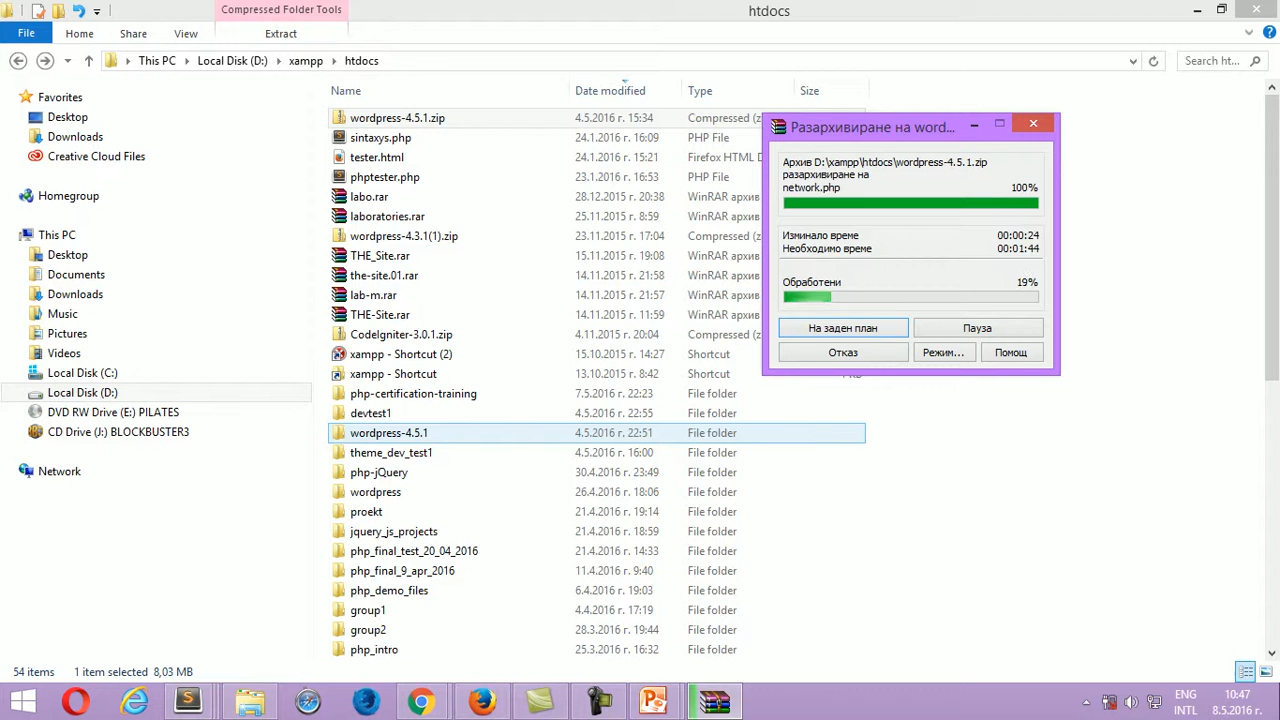 Compressed Folder Tools
htdocs
File
Home
Share
View
Extract
This PC
Local Disk (D:)
xampp
htdocs
Search ht...
Name
Date modified
Type
Size
Favorites
Desktop
Downloads
Creative Cloud Files
Homegroup
This PC
Desktop
Documents
Downloads
Music
Pictures
Videos
Local Disk (C:)
Local Disk (D:)
DVD RW Drive (E:) PILATES
CD Drive (J:) BLOCKBUSTER3
Network
wordpress-4.5.1.zip 4.5.2016 г. 15:34 Compressed (z
sintaxys.php 24.1.2016 г. 16:09 PHP File
tester.html 24.1.2016 г. 15:21 Firefox HTML D
phptester.php 23.1.2016 г. 16:53 PHP File
labo.rar 28.12.2015 г. 20:38 WinRAR архив
laboratories.rar 25.11.2015 г. 8:59 WinRAR архив
wordpress-4.3.1(1).zip 23.11.2015 г. 17:04 Compressed (z
THE_Site.rar 15.11.2015 г. 19:08 WinRAR архив
the-site.01.rar 14.11.2015 г. 21:58 WinRAR архив
lab-m.rar 14.11.2015 г. 21:57 WinRAR архив
THE-Site.rar 14.11.2015 г. 11:59 WinRAR архив
CodeIgniter-3.0.1.zip 4.11.2015 г. 20:04 Compressed (z
xampp - Shortcut (2) 15.10.2015 г. 14:27 Shortcut
xampp - Shortcut 13.10.2015 г. 8:42 Shortcut
php-certification-training 7.5.2016 г. 22:23 File folder
devtest1 4.5.2016 г. 22:55 File folder
wordpress-4.5.1 4.5.2016 г. 22:51 File folder
theme_dev_test1 4.5.2016 г. 16:00 File folder
php-jQuery 30.4.2016 г. 23:49 File folder
wordpress 26.4.2016 г. 18:06 File folder
proekt 21.4.2016 г. 19:14 File folder
jquery_js_projects 21.4.2016 г. 18:59 File folder
php_final_test_20_04_2016 20.4.2016 г. 14:33 File folder
php_final_9_apr_2016 11.4.2016 г. 9:40 File folder
php_demo_files 6.4.2016 г. 19:03 File folder
group1 4.4.2016 г. 17:19 File folder
group2 28.3.2016 г. 19:44 File folder
php_intro 25.3.2016 г. 16:32 File folder
Разархивиране на word...
Архив D:\xampp\htdocs\wordpress-4.5.1.zip
разархивиране на
network.php 100%
Изминало време 00:00:24
Необходимо време 00:01:44
Обработени 19%
На заден план
Пауза
Отказ
Режим...
Помощ
54 items 1 item selected 8,03 MB
ENG 10:47
INTL 8.5.2016 г.